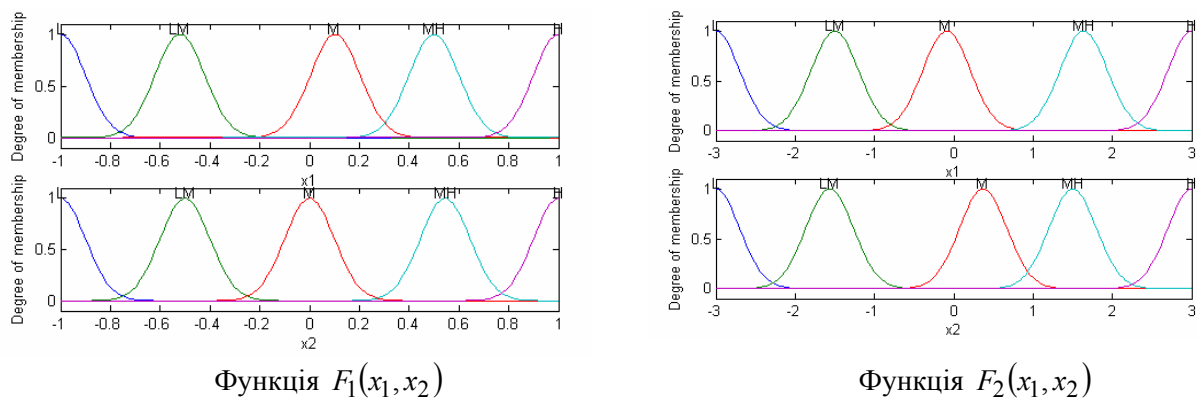 L LM M MH H
Degree of membership
1
0.5
0
-1 -0.8 -0.6 -0.4 -0.2 0 0.2 0.4 0.6 0.8 1
x1
L LM M MH H
Degree of membership
1
0.5
0
-1 -0.8 -0.6 -0.4 -0.2 0 0.2 0.4 0.6 0.8 1
x2
Функція F₁(x₁, x₂)
L LM M MH H
Degree of membership
1
0.5
0
-3 -2 -1 0 1 2 3
x1
L LM M MH H
Degree of membership
1
0.5
0
-3 -2 -1 0 1 2 3
x2
Функція F₂(x₁, x₂)